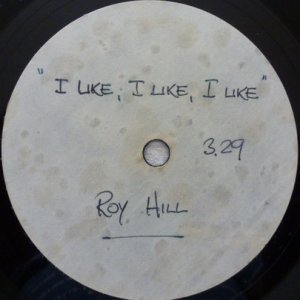 "I LIKE, I LIKE, I LIKE"
3.29
ROY HILL